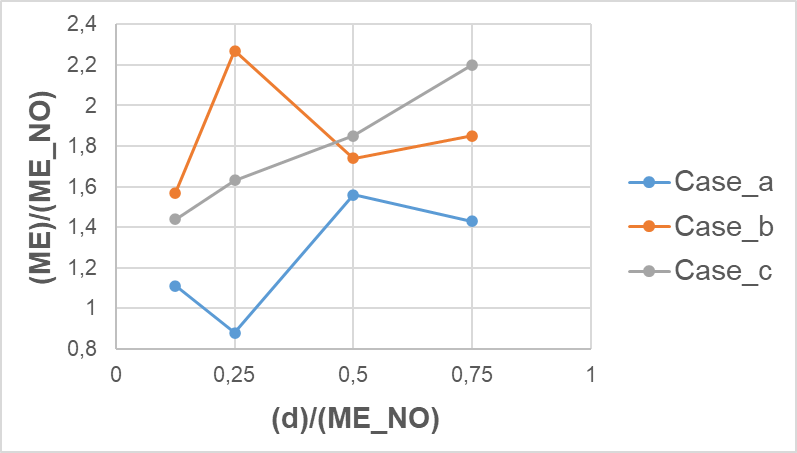 2,4
2,2
2
1,8
1,6
1,4
1,2
1
0,8
(ME)/(ME_NO)
0 0,25 0,5 0,75 1
(d)/(ME_NO)
Case_a
Case_b
Case_c